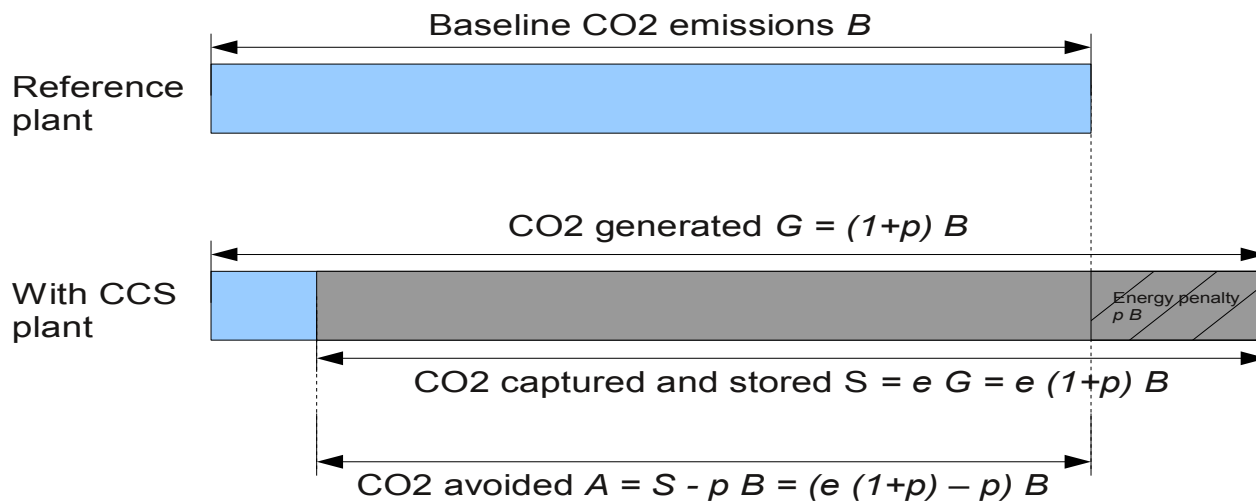 Baseline CO2 emissions B
Reference
plant
CO2 generated G = (1+p) B
With CCS
plant
Energy penalty
p B
CO2 captured and stored S = e G = e (1+p) B
CO2 avoided A = S - p B = (e (1+p) – p) B